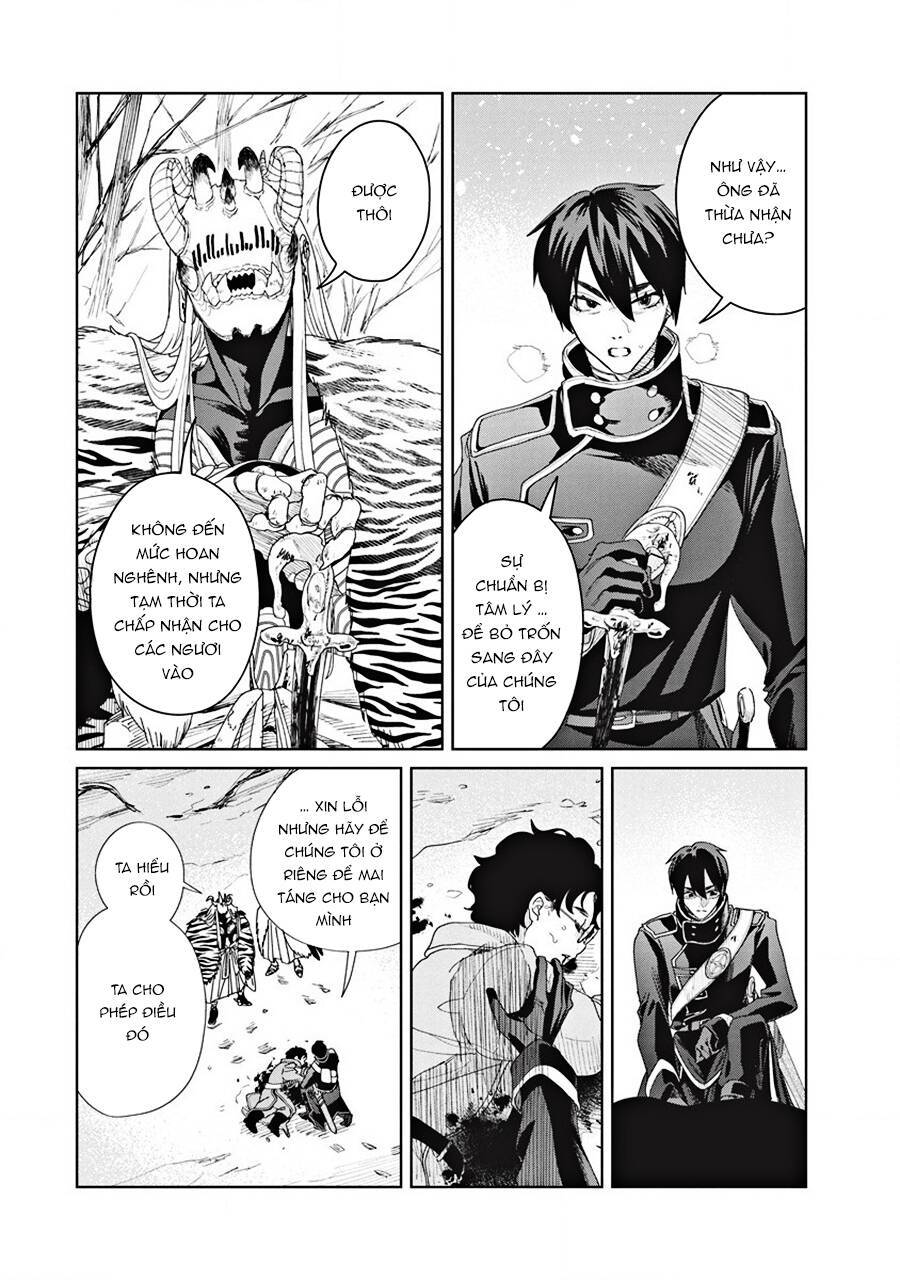 NHƯ VẬY...
ÔNG ĐÃ
THỪA NHẬN
CHƯA?
SỰ
CHUẨN BỊ
TÂM LÝ ...
ĐỂ BỎ TRỐN
SANG ĐÂY
CỦA CHÚNG
TÔI
ĐƯỢC
THÔI
KHÔNG ĐẾN
MỨC HOAN
NGHÊNH, NHƯNG
TẠM THỜI TA
CHẤP NHẬN CHO
CÁC NGƯƠI
VÀO
... XIN LỖI
NHƯNG HÃY ĐỂ
CHÚNG TÔI Ở
RIÊNG ĐỂ MAI
TÁNG CHO BẠN
MÌNH
TA HIỂU
RỒI
TA CHO
PHÉP ĐIỀU
ĐÓ